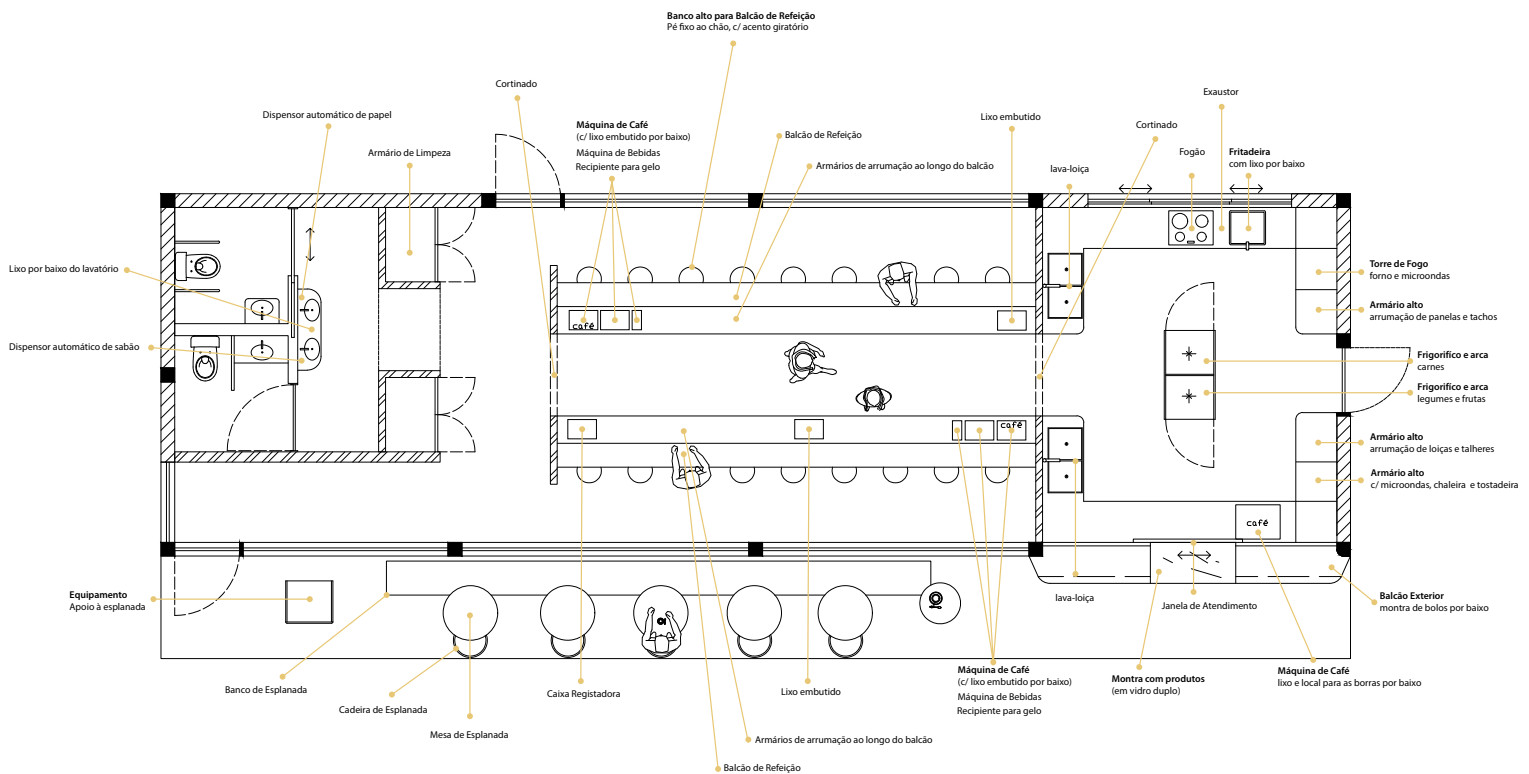 Banco alto para Balcão de Refeição
Pé fixo ao chão, c/ acento giratório
Cortinado
Dispensor automático de papel
Armário de Limpeza
Máquina de Café
(c/ lixo embutido por baixo)
Máquina de Bebidas
Recipiente para gelo
Balcão de Refeição
Armários de arrumação ao longo do balcão
Lixo embutido
Exaustor
Cortinado
lava-loiça
Fogão
Fritadeira
com lixo por baixo
Lixo por baixo do lavatório
Dispensor automático de sabão
café
Torre de Fogo
forno e microondas
Armário alto
arrumação de panelas e tachos
Frigorifíco e arca
carnes
Frigorifíco e arca
legumes e frutas
Armário alto
arrumação de loiças e talheres
Armário alto
c/ microondas, chaleira e tostadeira
café
café
Equipamento
Apoio à esplanada
lava-loiça
Janela de Atendimento
Balcão Exterior
montra de bolos por baixo
Banco de Esplanada
Cadeira de Esplanada
Mesa de Esplanada
Caixa Registadora
Lixo embutido
Máquina de Café
(c/ lixo embutido por baixo)
Máquina de Bebidas
Recipiente para gelo
Montra com produtos
(em vidro duplo)
Máquina de Café
lixo e local para as borras por baixo
Armários de arrumação ao longo do balcão
Balcão de Refeição